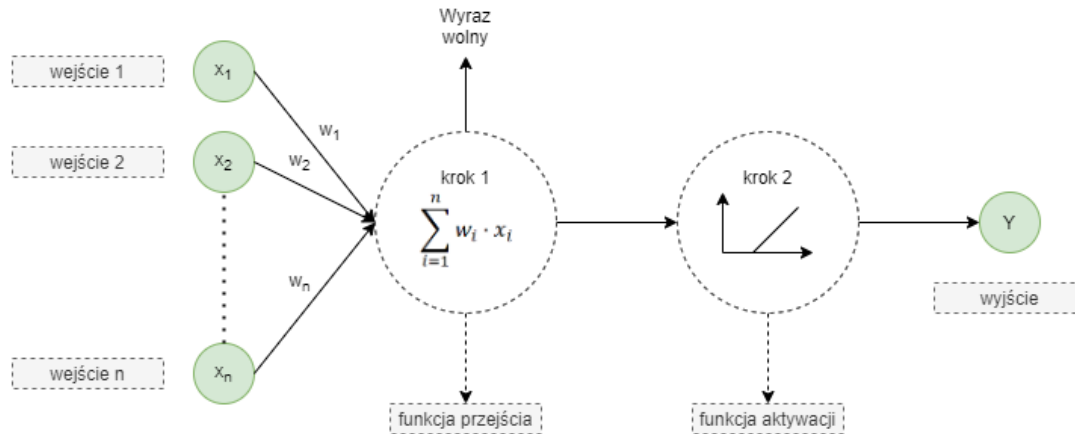 Wyraz
wolny
wejście 1
x₁
w₁
wejście 2
x₂
w₂
krok 1
krok 2
n
∑ wᵢ · xᵢ
i=1
Y
wₙ
wyjście
wejście n
xₙ
funkcja przejścia
funkcja aktywacji